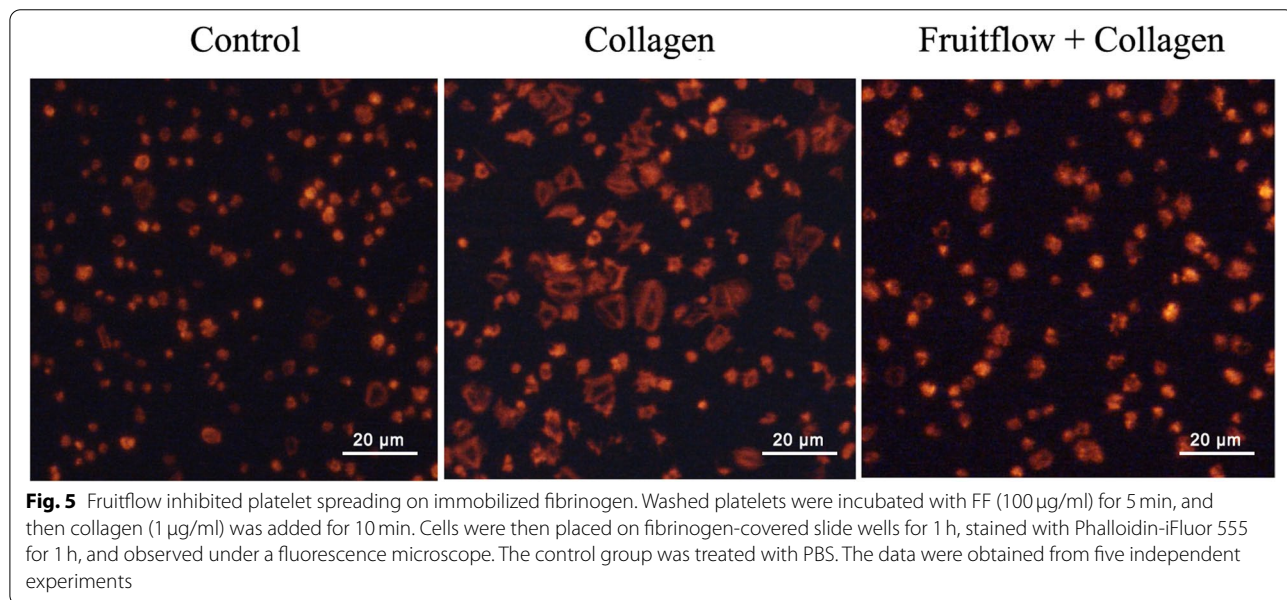 Control
Collagen
Fruitflow + Collagen
20 µm
20 µm
20 µm
Fig. 5 Fruitflow inhibited platelet spreading on immobilized fibrinogen. Washed platelets were incubated with FF (100 µg/ml) for 5 min, and
then collagen (1 µg/ml) was added for 10 min. Cells were then placed on fibrinogen-covered slide wells for 1 h, stained with Phalloidin-iFluor 555
for 1 h, and observed under a fluorescence microscope. The control group was treated with PBS. The data were obtained from five independent
experiments